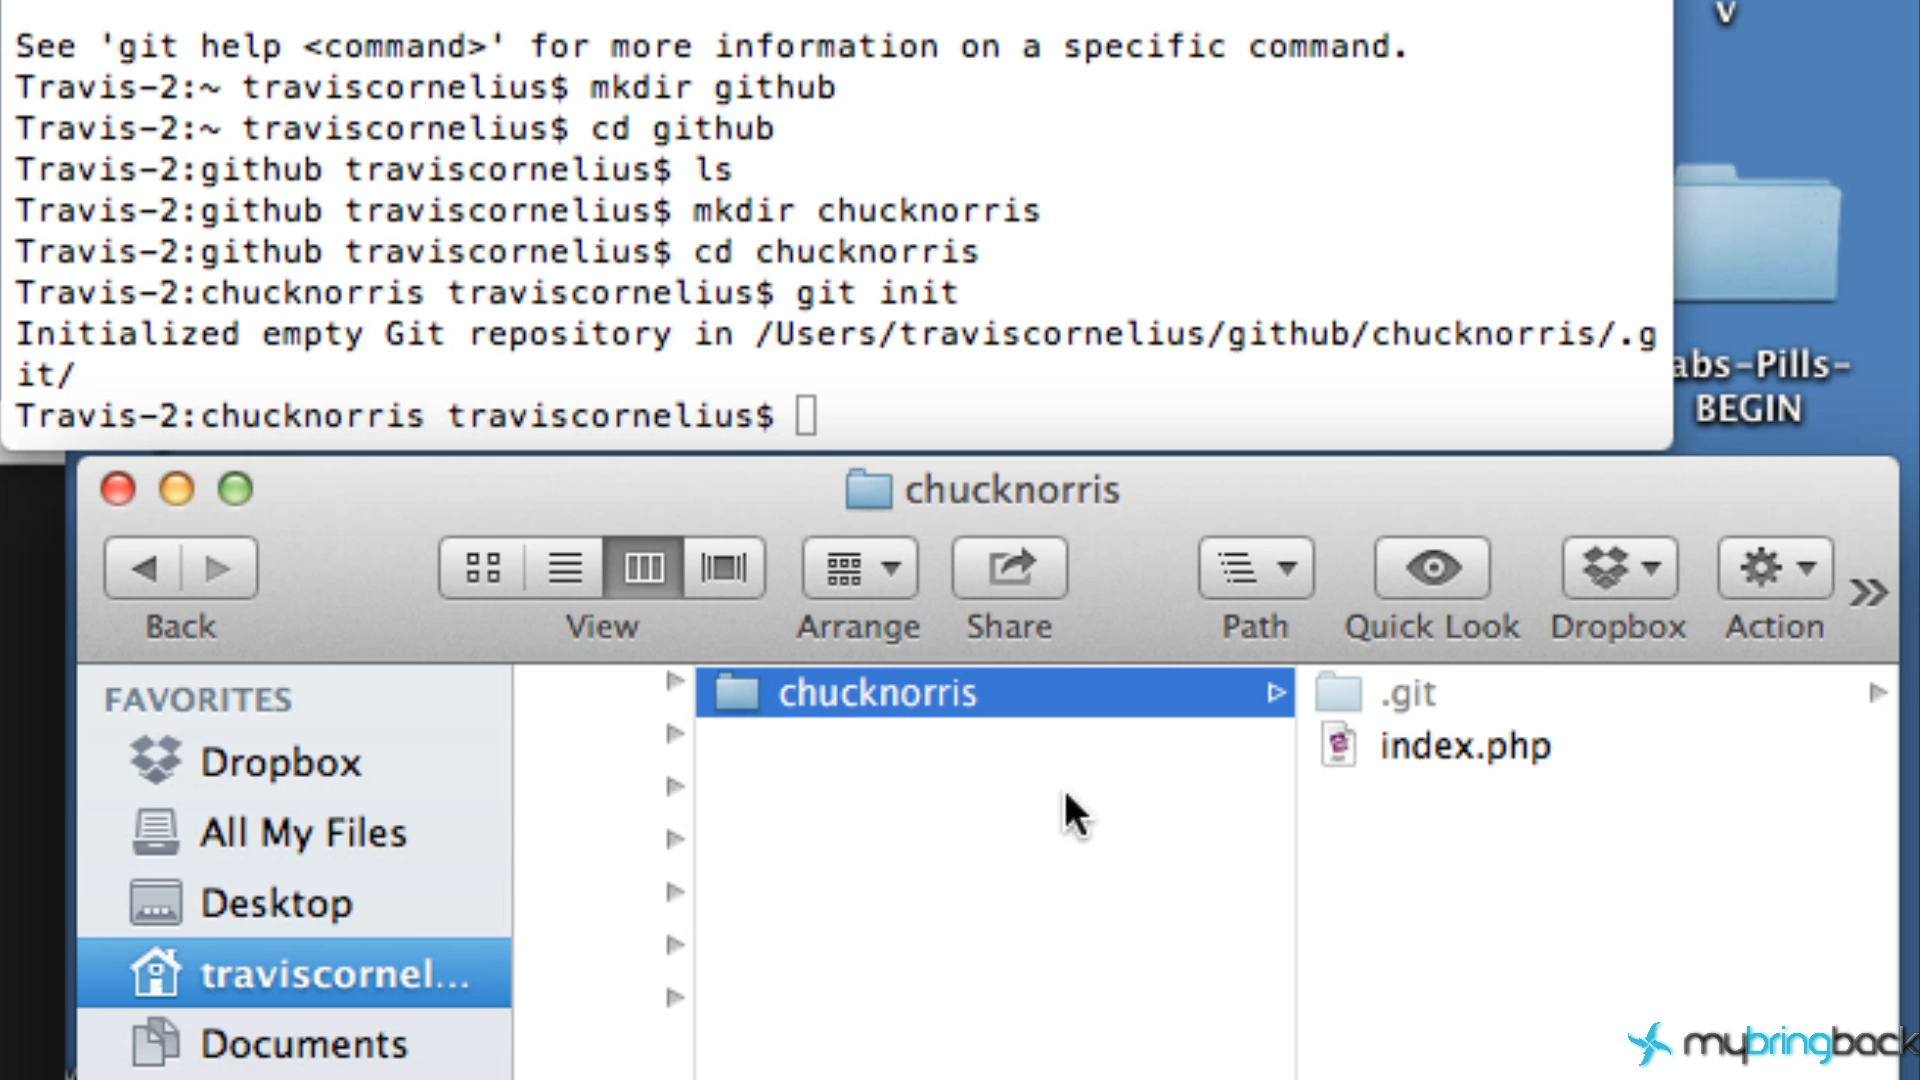 v
See 'git help <command>' for more information on a specific command.
Travis-2:~ traviscornelius$ mkdir github
Travis-2:~ traviscornelius$ cd github
Travis-2:github traviscornelius$ ls
Travis-2:github traviscornelius$ mkdir chucknorris
Travis-2:github traviscornelius$ cd chucknorris
Travis-2:chucknorris traviscornelius$ git init
Initialized empty Git repository in /Users/traviscornelius/github/chucknorris/.g
it/
Travis-2:chucknorris traviscornelius$
abs-Pills-
BEGIN
chucknorris
Back View Arrange Share Path Quick Look Dropbox Action
FAVORITES
Dropbox
All My Files
Desktop
traviscornel...
Documents
chucknorris
.git
index.php
mybringback